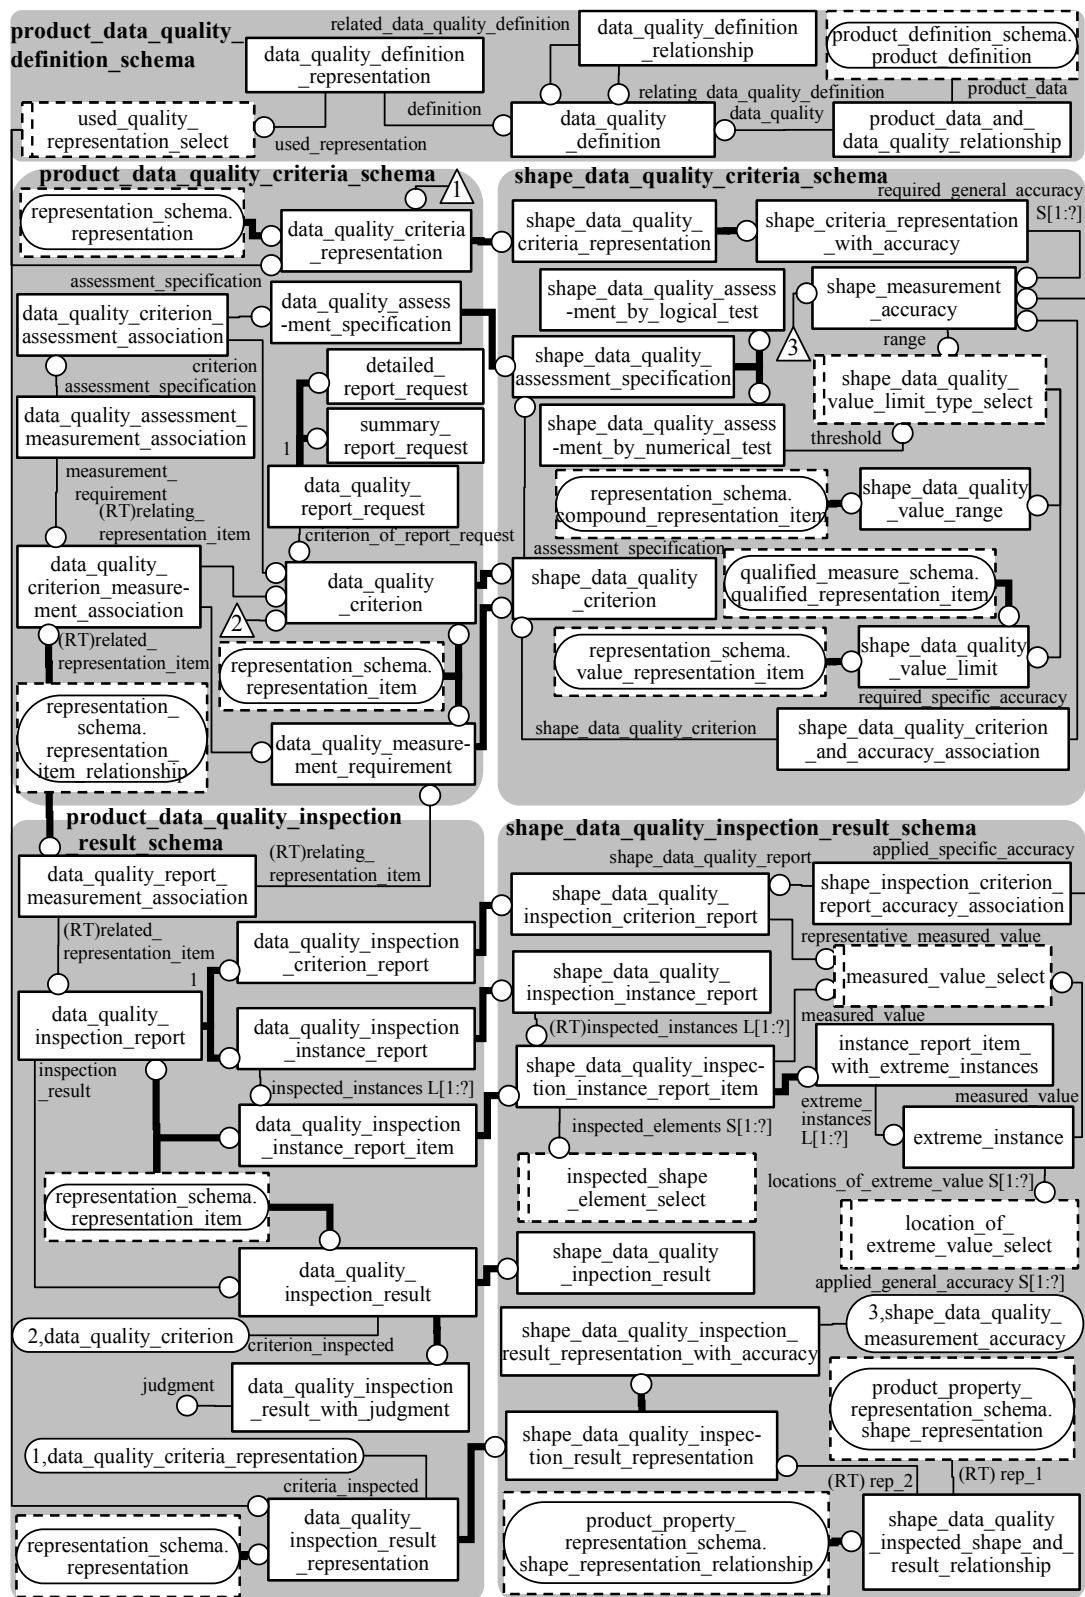 product_data_quality_
definition_schema
related_data_quality_definition
data_quality_definition
_representation
data_quality_definition
_relationship
product_definition_schema.
product_definition
used_quality_
representation_select
definition
used_representation
relating_data_quality_definition
data_quality
_definition
data_quality
product_data
product_data_and_
data_quality_relationship
product_data_quality_criteria_schema
1
representation_schema.
representation
data_quality_criteria
_representation
assessment_specification
data_quality_criterion_
assessment_association
data_quality_assess
-ment_specification
criterion
assessment_specification
detailed_
report_request
summary_
report_request
1
data_quality_assessment_
measurement_association
measurement_
requirement
data_quality_
report_request
(RT)relating_
representation_item
criterion_of_report_request
data_quality_
criterion_measure-
ment_association
data_quality
_criterion
2
(RT)related_
representation_item
representation_schema.
representation_item
representation_
schema.
representation_
item_relationship
data_quality_measure-
ment_requirement
shape_data_quality_criteria_schema
required_general_accuracy
S[1:?]
shape_data_quality_
criteria_representation
shape_criteria_representation
_with_accuracy
shape_data_quality_assess
-ment_by_logical_test
shape_measurement
_accuracy
3
range
shape_data_quality_
assessment_specification
shape_data_quality_
value_limit_type_select
shape_data_quality_assess
-ment_by_numerical_test
threshold
representation_schema.
compound_representation_item
shape_data_quality
_value_range
assessment_specification
shape_data_quality
_criterion
qualified_measure_schema.
qualified_representation_item
representation_schema.
value_representation_item
shape_data_quality
_value_limit
required_specific_accuracy
shape_data_quality_criterion
shape_data_quality_criterion
_and_accuracy_association
product_data_quality_inspection
_result_schema
(RT)relating_
representation_item
data_quality_report_
measurement_association
(RT)related_
representation_item
1
data_quality_inspection
_criterion_report
data_quality_
inspection_report
data_quality_inspection
_instance_report
inspection
_result
inspected_instances L[1:?]
data_quality_inspection
_instance_report_item
representation_schema.
representation_item
data_quality_
inspection_result
2,data_quality_criterion
criterion_inspected
judgment
data_quality_inspection
_result_with_judgment
1,data_quality_criteria_representation
criteria_inspected
representation_schema.
representation
data_quality_
inspection_result
_representation
shape_data_quality_inspection_result_schema
shape_data_quality_report
applied_specific_accuracy
shape_data_quality_
inspection_criterion_report
shape_inspection_criterion_
report_accuracy_association
representative_measured_value
shape_data_quality_
inspection_instance_report
measured_value_select
(RT)inspected_instances L[1:?]
measured_value
shape_data_quality_inspec-
tion_instance_report_item
instance_report_item_
with_extreme_instances
inspected_elements S[1:?]
extreme_
instances
L[1:?]
measured_value
extreme_instance
inspected_shape
_element_select
locations_of_extreme_value S[1:?]
location_of_
extreme_value_select
shape_data_quality
_inpection_result
applied_general_accuracy S[1:?]
shape_data_quality_inspection_
result_representation_with_accuracy
3,shape_data_quality_
measurement_accuracy
product_property_
representation_schema.
shape_representation
shape_data_quality_inspec-
tion_result_representation
(RT) rep_2
(RT) rep_1
product_property_
representation_schema.
shape_representation_relationship
shape_data_quality
_inspected_shape_and_
result_relationship